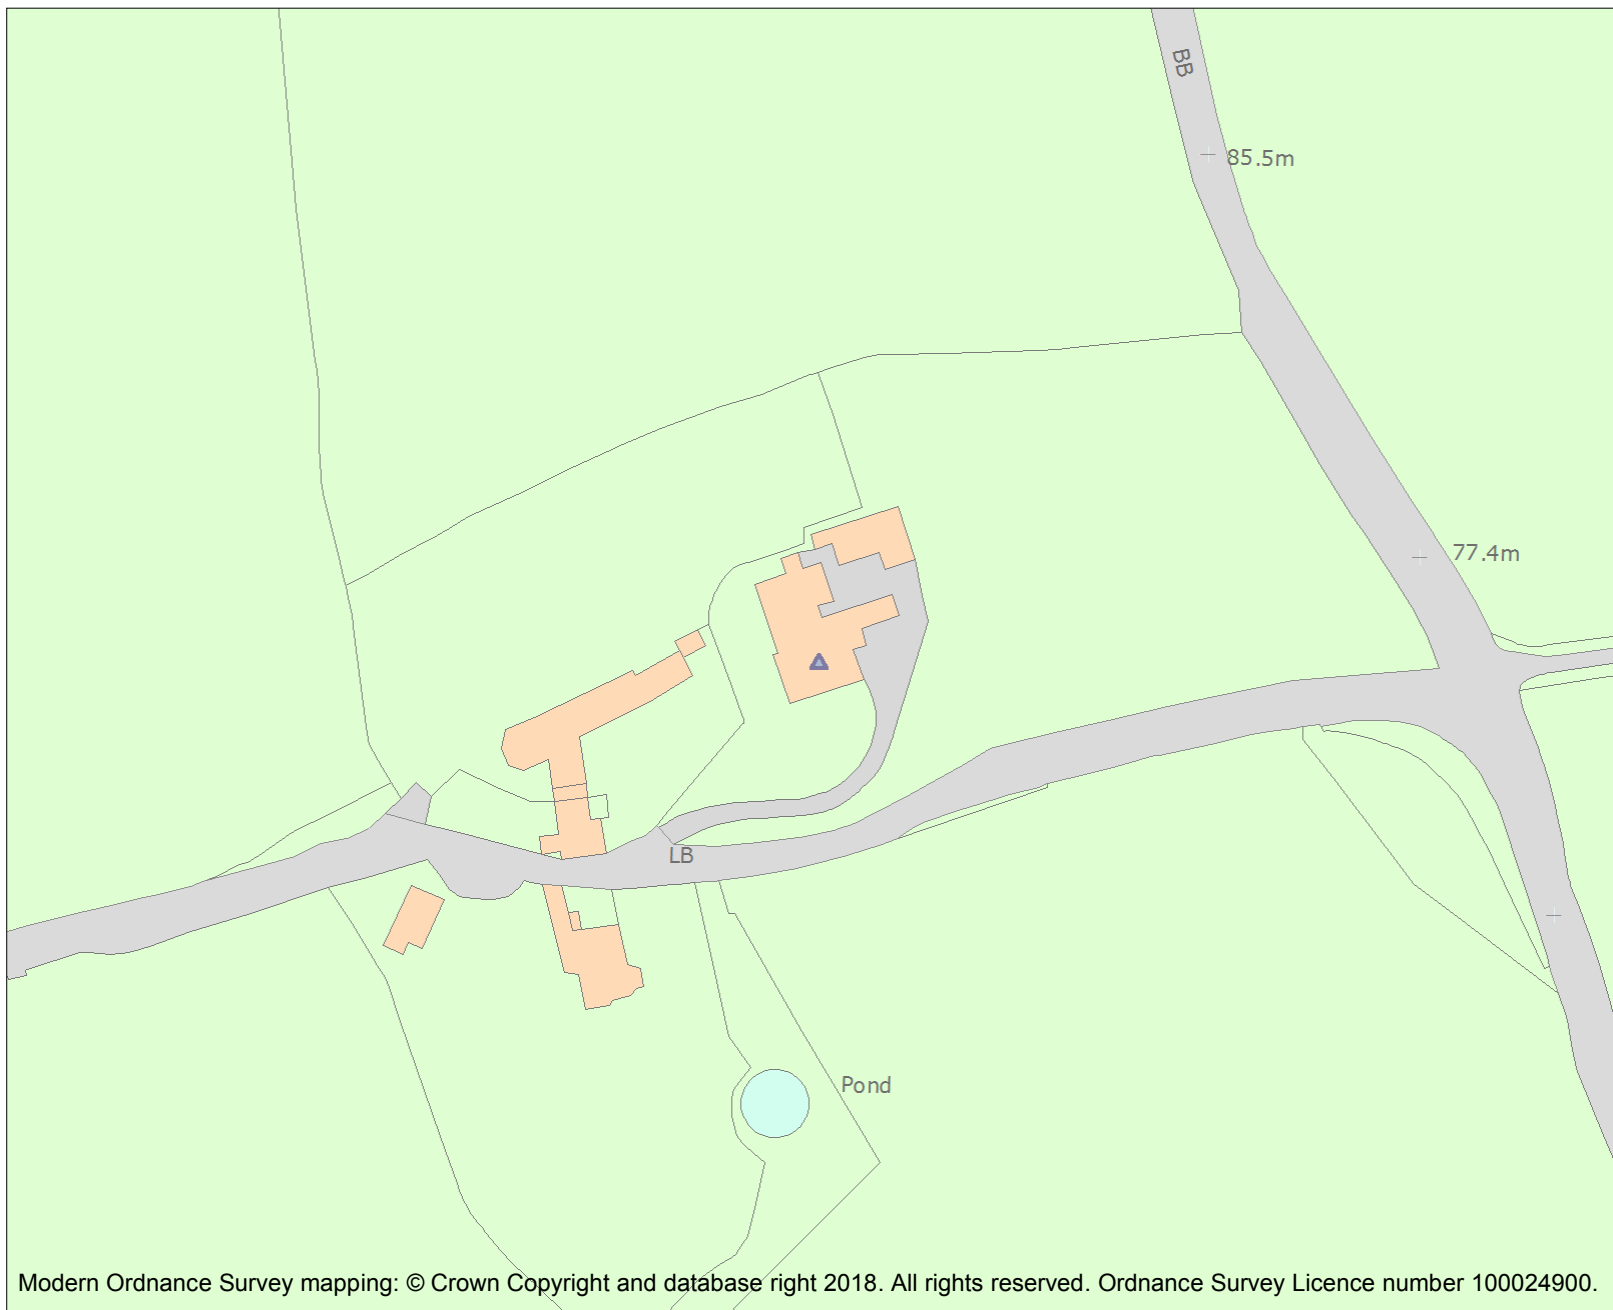 BB
85.5m
77.4m
LB
Pond
Modern Ordnance Survey mapping: © Crown Copyright and database right 2018. All rights reserved. Ordnance Survey Licence number 100024900.